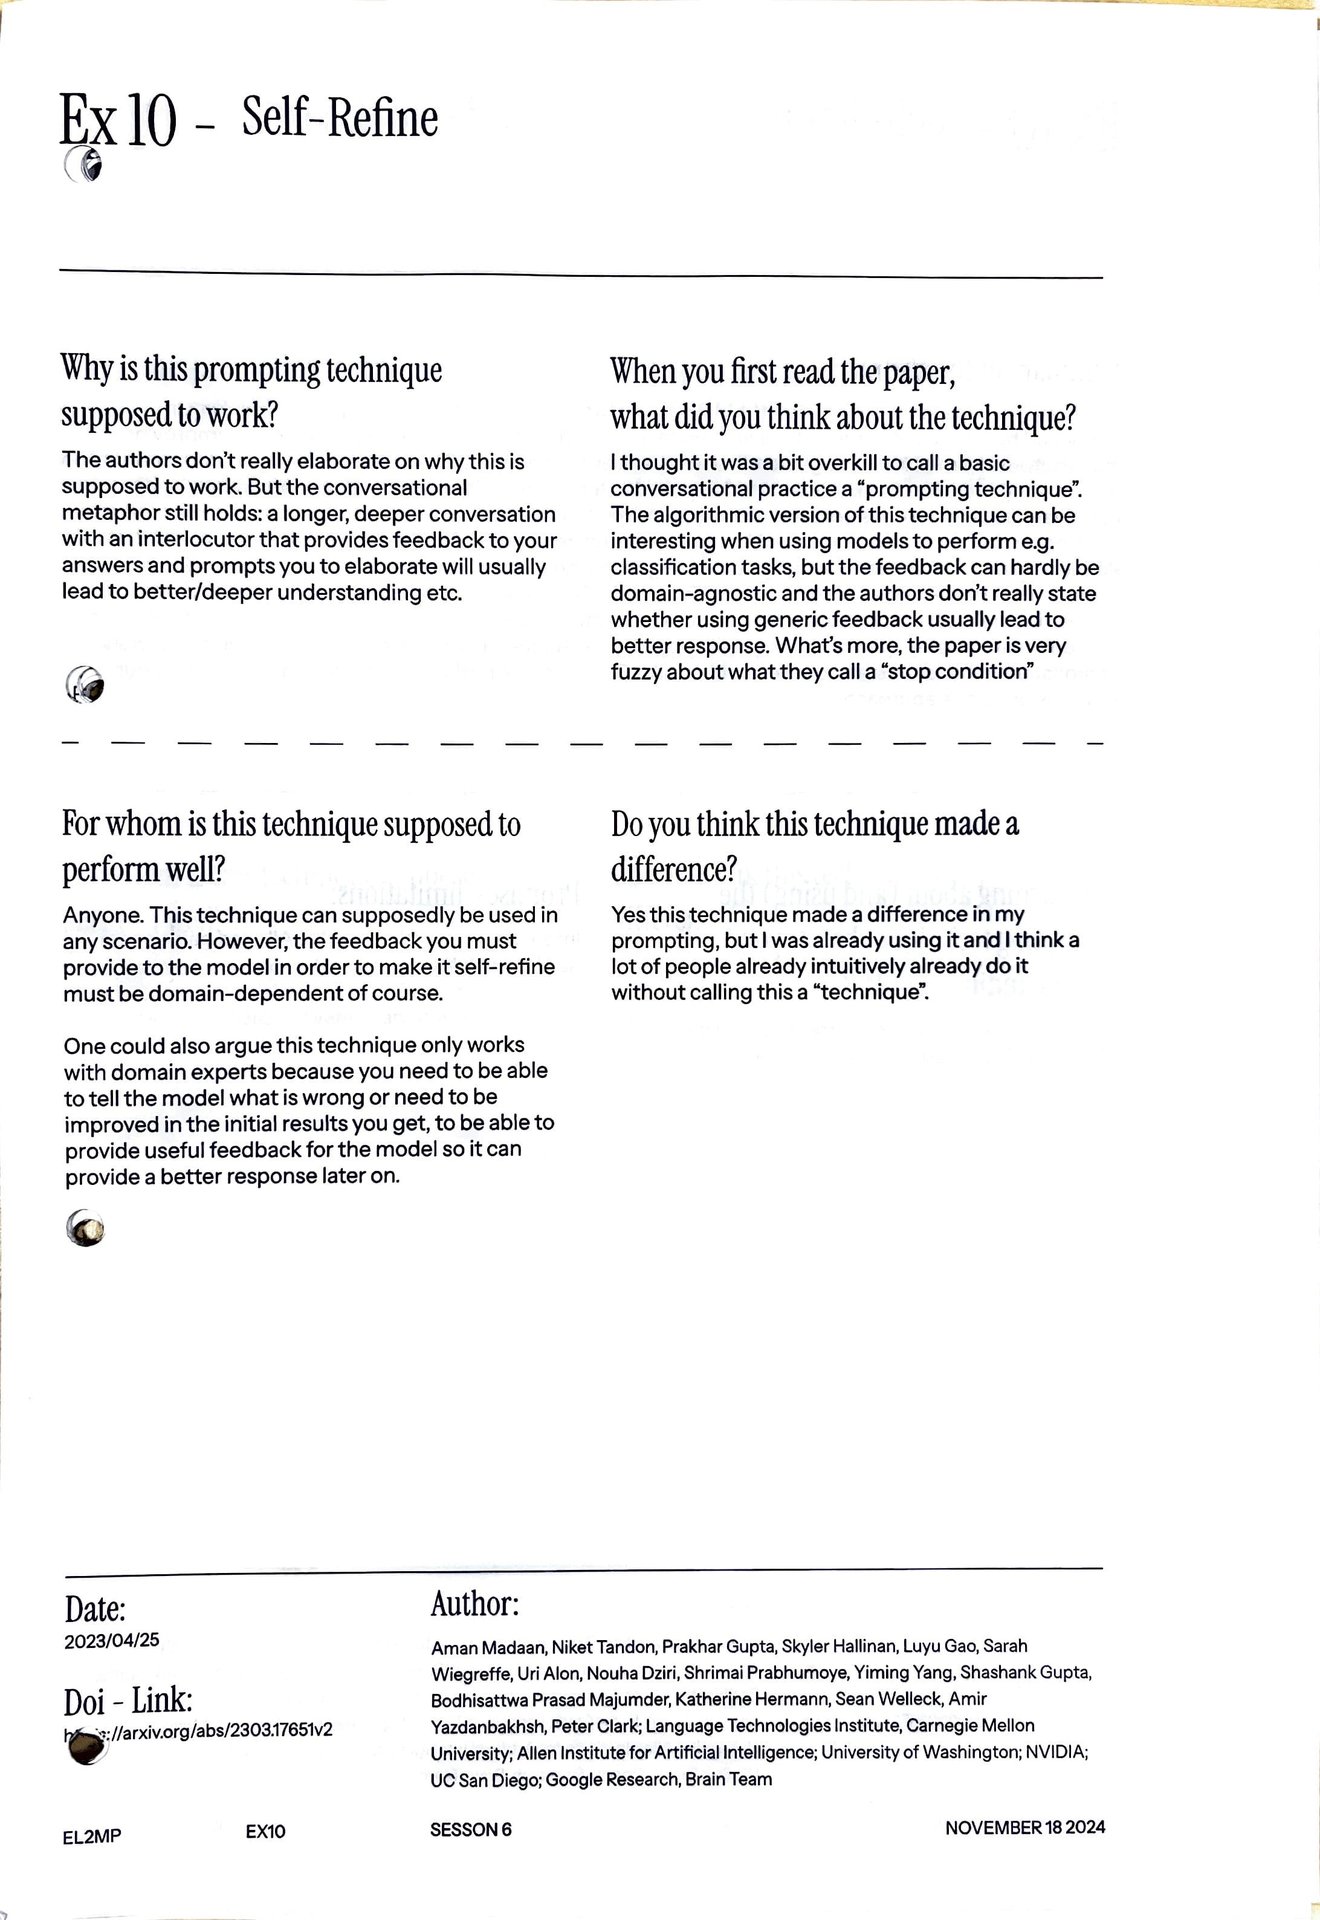 Ex 10 - Self-Refine
Why is this prompting technique
supposed to work?
The authors don't really elaborate on why this is
supposed to work. But the conversational
metaphor still holds: a longer, deeper conversation
with an interlocutor that provides feedback to your
answers and prompts you to elaborate will usually
lead to better/deeper understanding etc.
When you first read the paper,
what did you think about the technique?
I thought it was a bit overkill to call a basic
conversational practice a “prompting technique”.
The algorithmic version of this technique can be
interesting when using models to perform e.g.
classification tasks, but the feedback can hardly be
domain-agnostic and the authors don't really state
whether using generic feedback usually lead to
better response. What's more, the paper is very
fuzzy about what they call a “stop condition”
For whom is this technique supposed to
perform well?
Anyone. This technique can supposedly be used in
any scenario. However, the feedback you must
provide to the model in order to make it self-refine
must be domain-dependent of course.
One could also argue this technique only works
with domain experts because you need to be able
to tell the model what is wrong or need to be
improved in the initial results you get, to be able to
provide useful feedback for the model so it can
provide a better response later on.
Do you think this technique made a
difference?
Yes this technique made a difference in my
prompting, but I was already using it and I think a
lot of people already intuitively already do it
without calling this a “technique”.
Date:
2023/04/25
Doi - Link:
://arxiv.org/abs/2303.17651v2
Author:
Aman Madaan, Niket Tandon, Prakhar Gupta, Skyler Hallinan, Luyu Gao, Sarah
Wiegreffe, Uri Alon, Nouha Dziri, Shrimai Prabhumoye, Yiming Yang, Shashank Gupta,
Bodhisattwa Prasad Majumder, Katherine Hermann, Sean Welleck, Amir
Yazdanbakhsh, Peter Clark; Language Technologies Institute, Carnegie Mellon
University; Allen Institute for Artificial Intelligence; University of Washington; NVIDIA;
UC San Diego; Google Research, Brain Team
EL2MP EX10 SESSON 6 NOVEMBER 18 2024